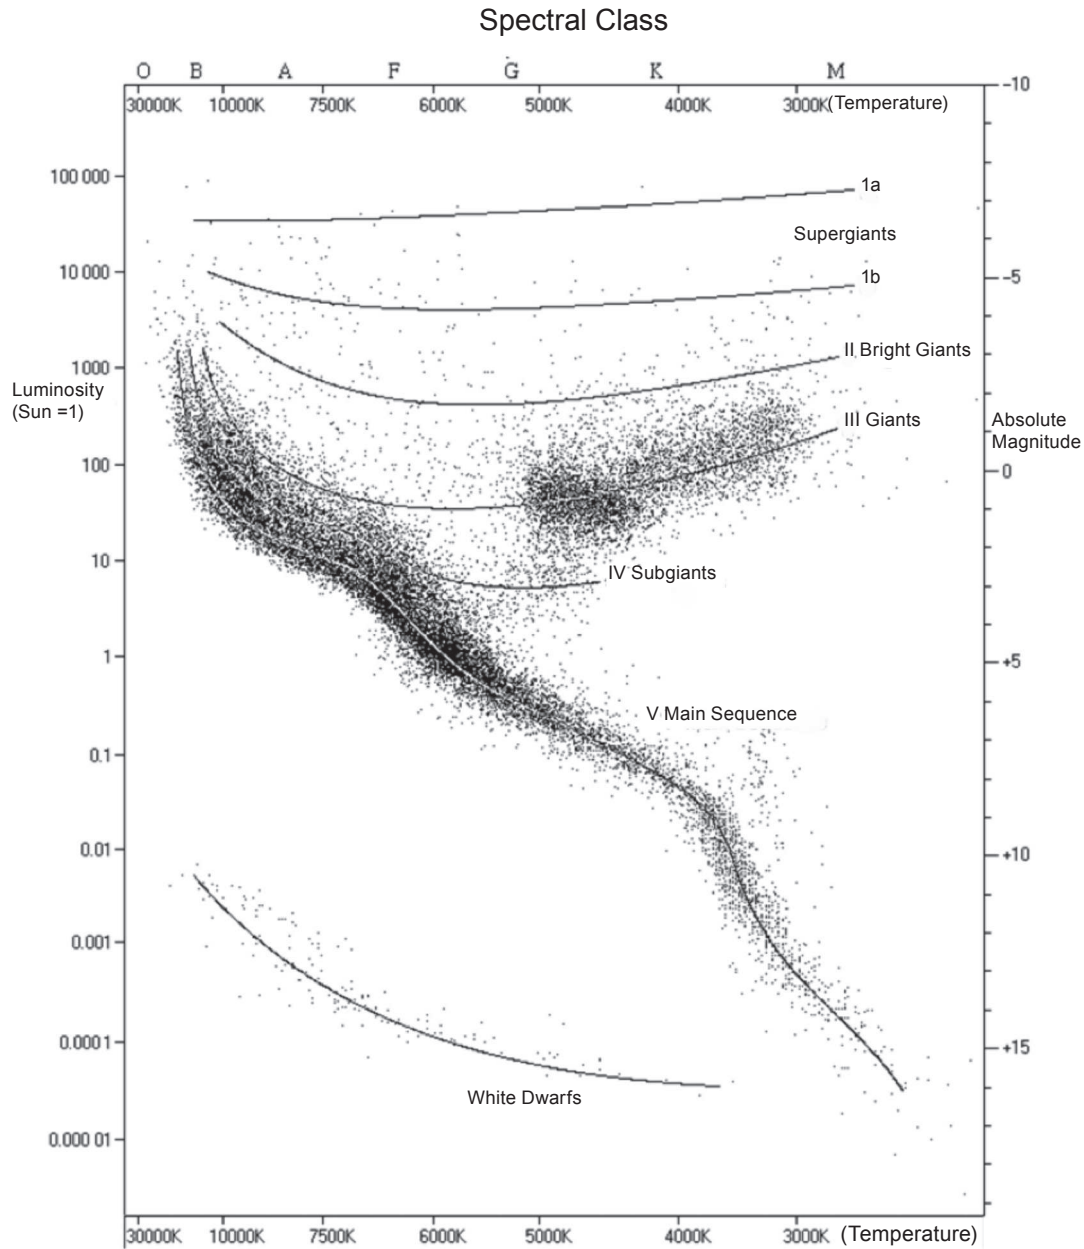 Spectral Class
O B A F G K M
30000K 10000K 7500K 6000K 5000K 4000K 3000K (Temperature)
-10
100 000
1a
Supergiants
10 000
-5
1b
1000
II Bright Giants
Luminosity
(Sun =1)
III Giants
Absolute
Magnitude
100
0
10
IV Subgiants
1
+5
V Main Sequence
0.1
0.01
+10
0.001
0.0001
+15
White Dwarfs
0.000 01
30000K 10000K 7500K 6000K 5000K 4000K 3000K (Temperature)